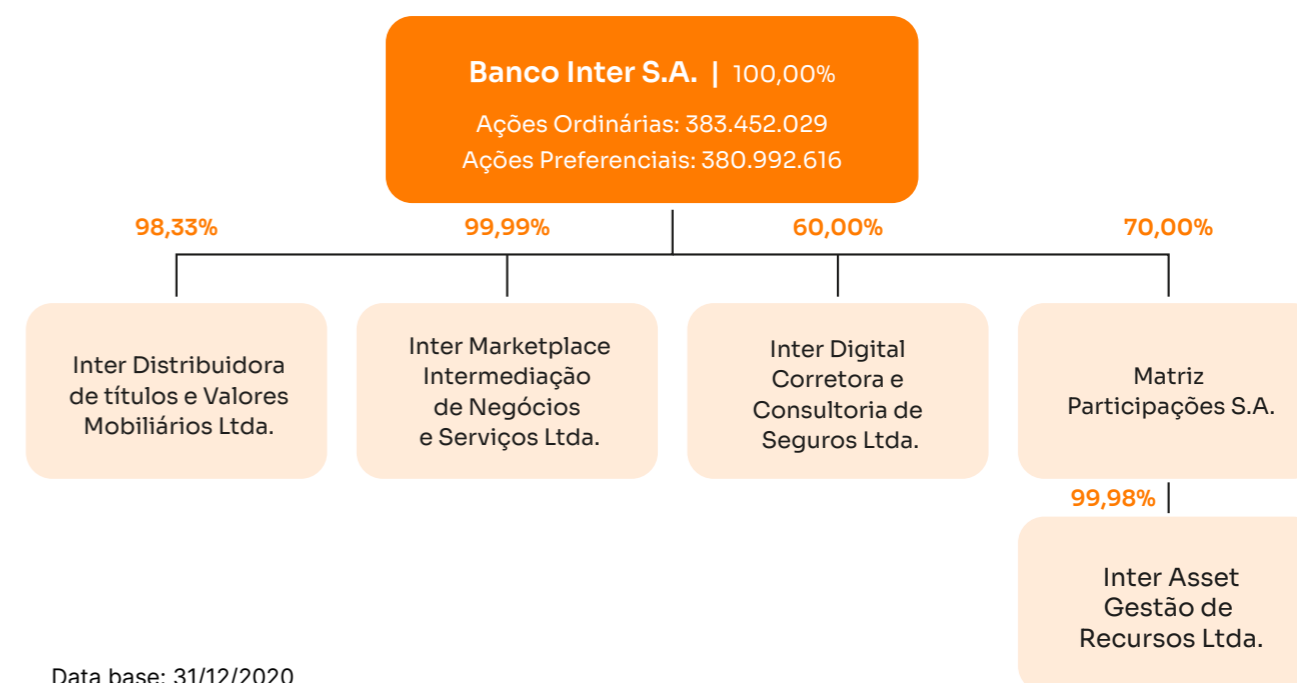 Banco Inter S.A. | 100,00%
Ações Ordinárias: 383.452.029
Ações Preferenciais: 380.992.616
98,33%
99,99%
60,00%
70,00%
Inter Distribuidora
de títulos e Valores
Mobiliários Ltda.
Inter Marketplace
Intermediação
de Negócios
e Serviços Ltda.
Inter Digital
Corretora e
Consultoria de
Seguros Ltda.
Matriz
Participações S.A.
99,98%
Inter Asset
Gestão de
Recursos Ltda.
Data base: 31/12/2020